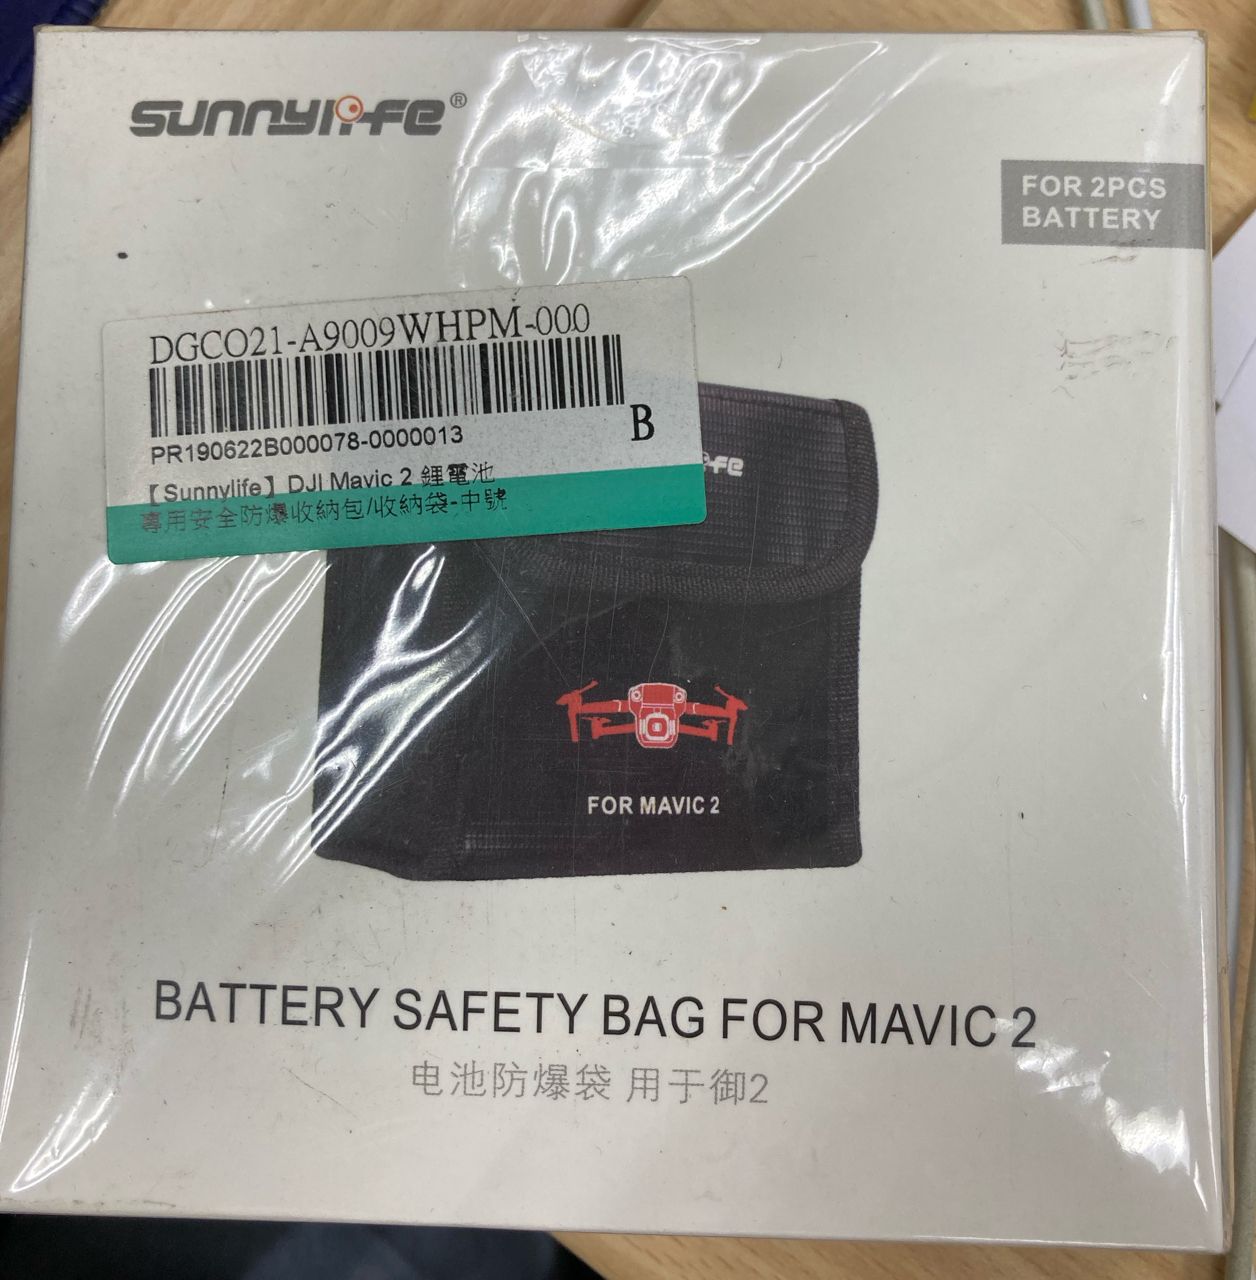 sunnylife®
FOR 2PCS
BATTERY
DGCO21-A9009WHPM-000
PR190622B000078-0000013
B
【Sunnylife】DJI Mavic 2 鋰電池
專用安全防爆收納包/收納袋-中號
fe
FOR MAVIC 2
BATTERY SAFETY BAG FOR MAVIC 2
电池防爆袋 用于御2